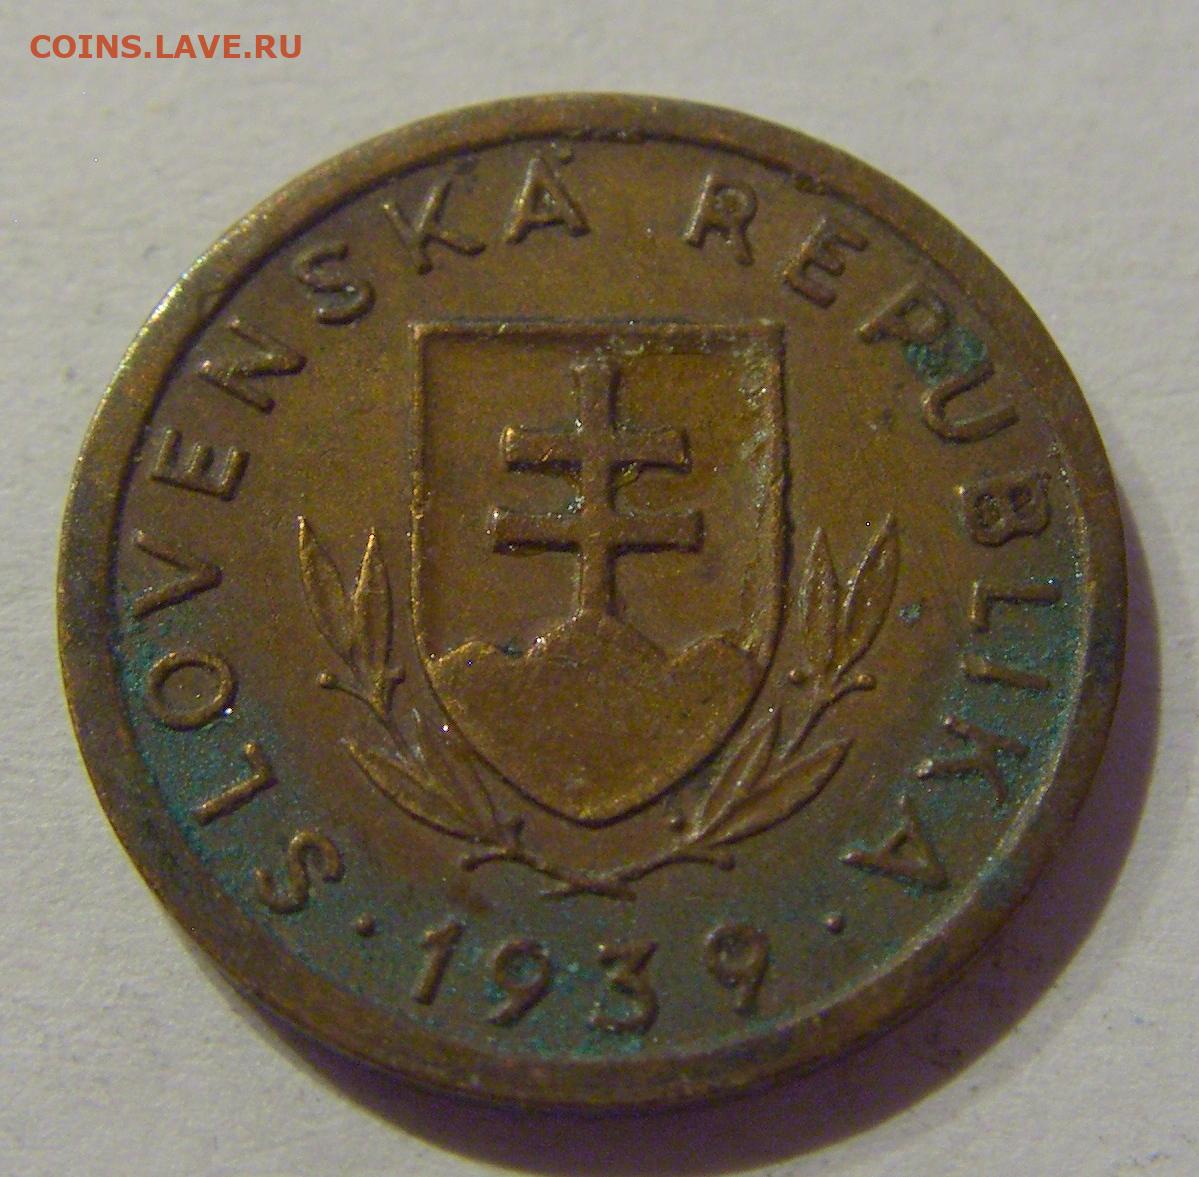 COINS.LAVE.RU
SLOVENSKÁ REPUBLIKA
· 1939 ·